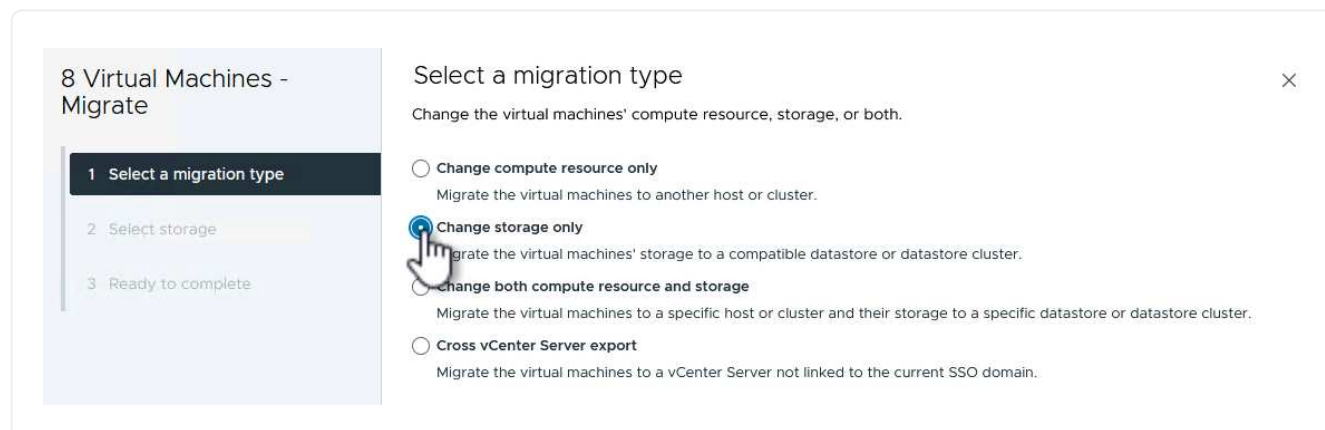 8 Virtual Machines -
Migrate
1 Select a migration type
2 Select storage
3 Ready to complete
Select a migration type
Change the virtual machines' compute resource, storage, or both.
Change compute resource only
Migrate the virtual machines to another host or cluster.
Change storage only
grate the virtual machines' storage to a compatible datastore or datastore cluster.
Change both compute resource and storage
Migrate the virtual machines to a specific host or cluster and their storage to a specific datastore or datastore cluster.
Cross vCenter Server export
Migrate the virtual machines to a vCenter Server not linked to the current SSO domain.